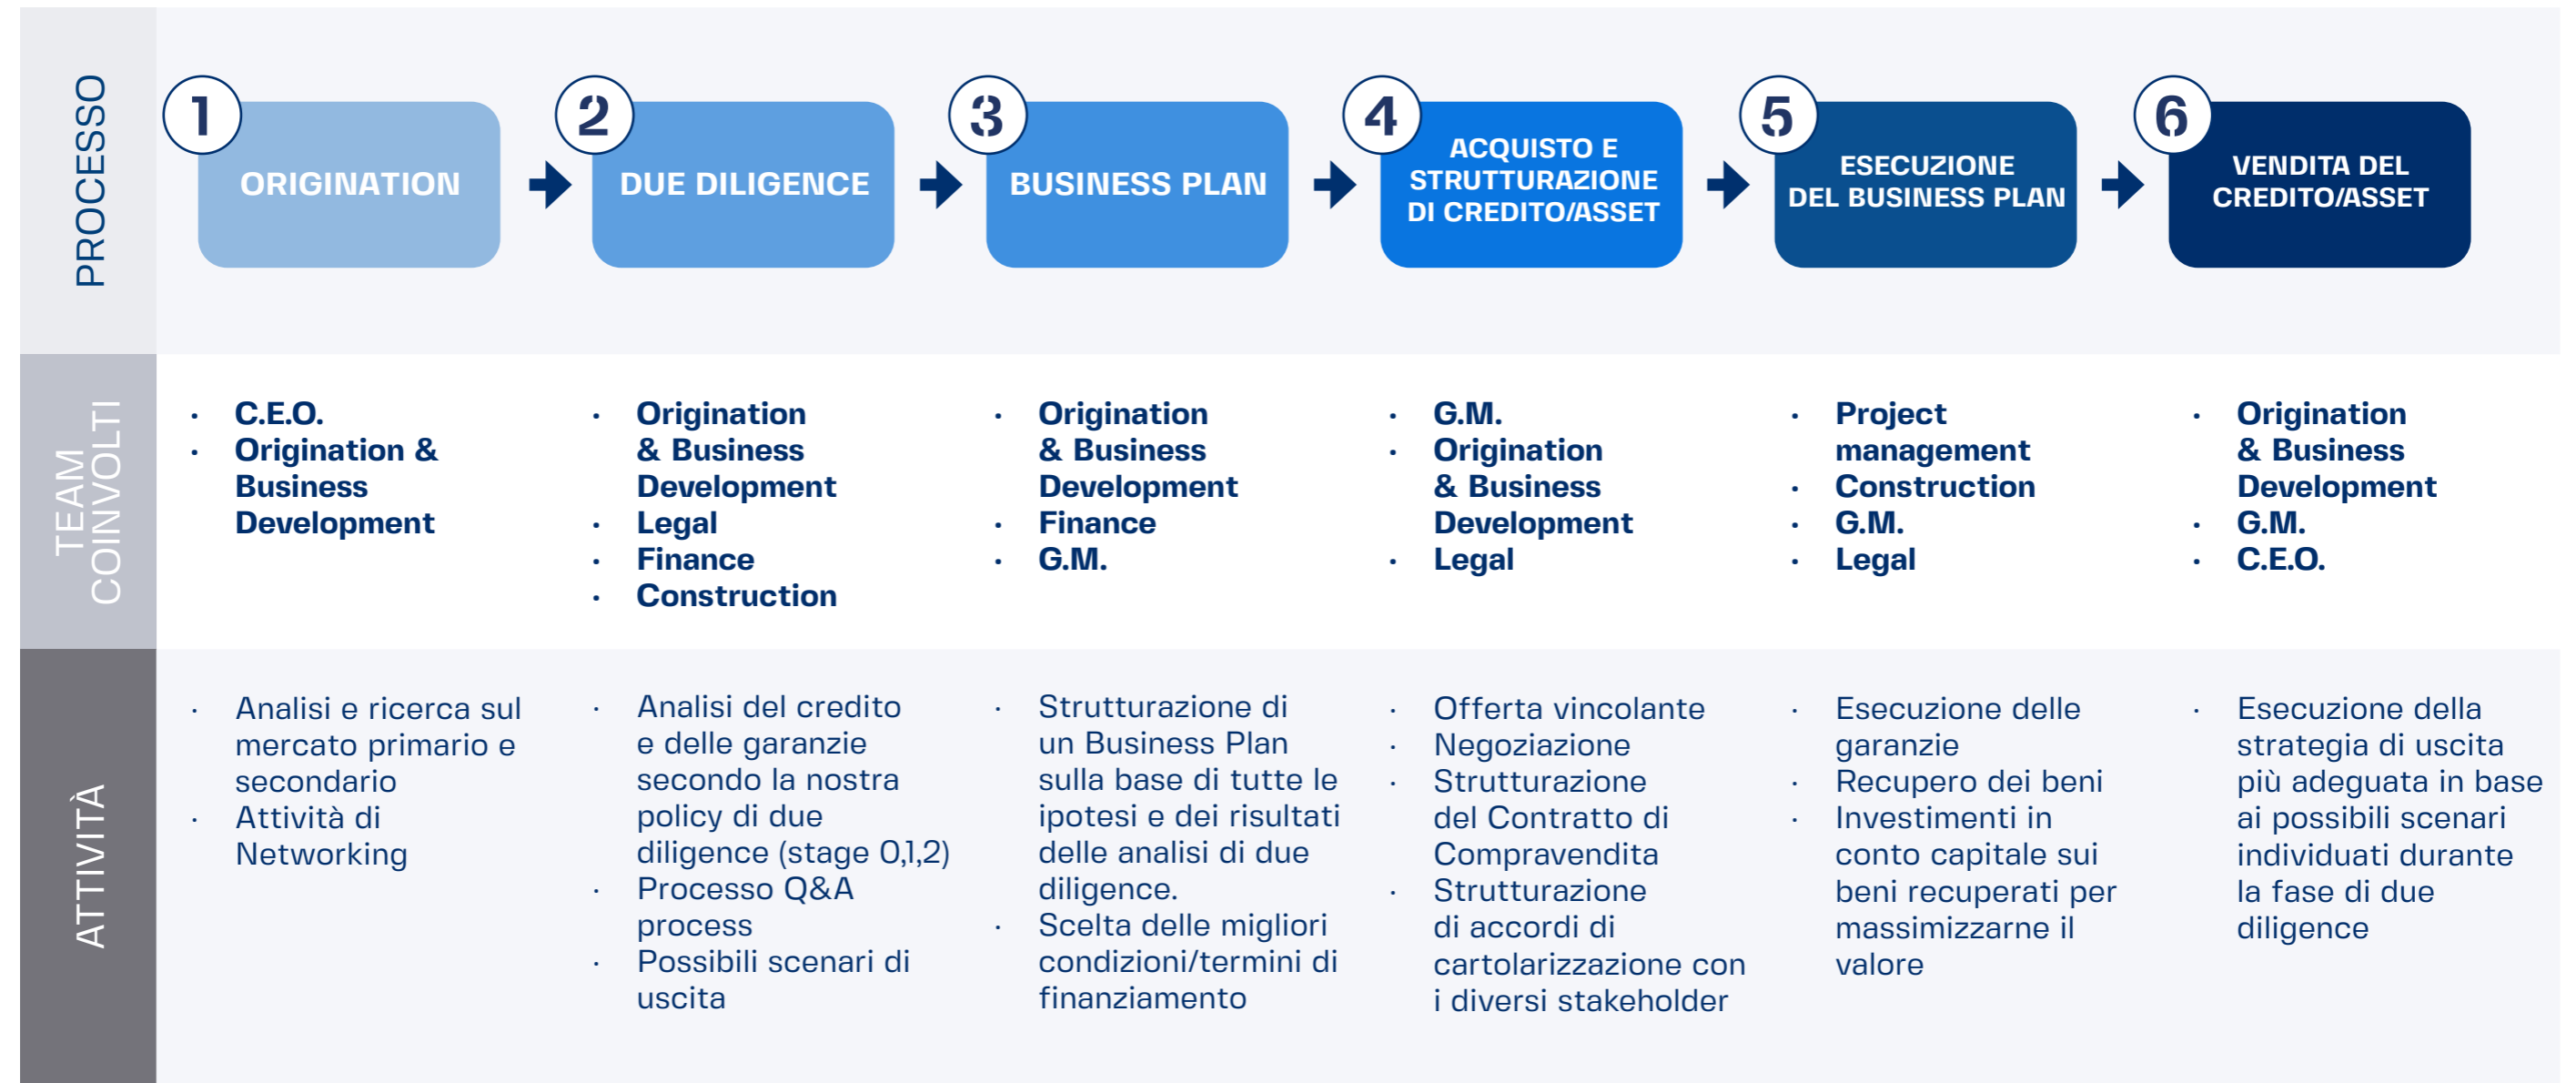 PROCESSO
1
ORIGINATION
2
DUE DILIGENCE
3
BUSINESS PLAN
4
ACQUISTO E
STRUTTURAZIONE
DI CREDITO/ASSET
5
ESECUZIONE
DEL BUSINESS PLAN
6
VENDITA DEL
CREDITO/ASSET
TEAM
COINVOLTI
· C.E.O.
· Origination &
Business
Development
· Origination
& Business
Development
· Legal
· Finance
· Construction
· Origination
& Business
Development
· Finance
· G.M.
· G.M.
· Origination
& Business
Development
· Legal
· Project
management
· Construction
· G.M.
· Legal
· Origination
& Business
Development
· G.M.
· C.E.O.
ATTIVITÀ
· Analisi e ricerca sul
mercato primario e
secondario
· Attività di
Networking
· Analisi del credito
e delle garanzie
secondo la nostra
policy di due
diligence (stage 0,1,2)
· Processo Q&A
process
· Possibili scenari di
uscita
· Strutturazione di
un Business Plan
sulla base di tutte le
ipotesi e dei risultati
delle analisi di due
diligence.
· Scelta delle migliori
condizioni/termini di
finanziamento
· Offerta vincolante
· Negoziazione
· Strutturazione
del Contratto di
Compravendita
· Strutturazione
di accordi di
cartolarizzazione con
i diversi stakeholder
· Esecuzione delle
garanzie
· Recupero dei beni
· Investimenti in
conto capitale sui
beni recuperati per
massimizzarne il
valore
· Esecuzione della
strategia di uscita
più adeguata in base
ai possibili scenari
individuati durante
la fase di due
diligence